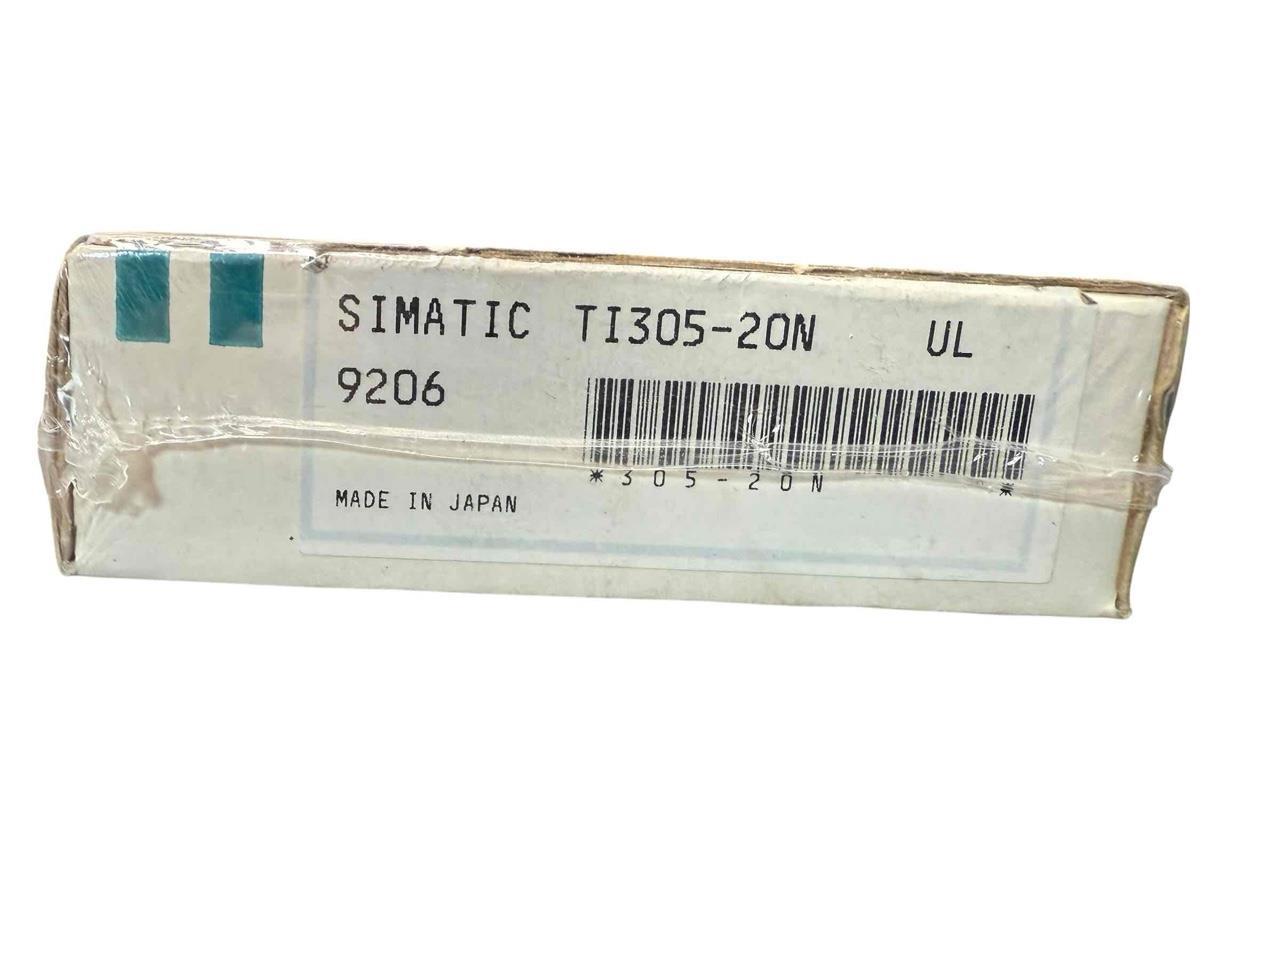 SIMATIC TI305-20N UL
9206
*305-20N *
MADE IN JAPAN